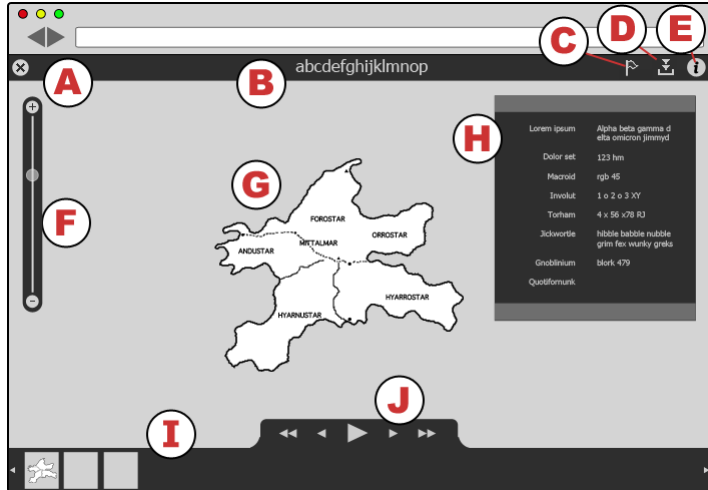 C
D
E
A
B
abcdefghijklmnop
i
H
Lorem ipsum Alpha beta gamma d
elta omicron jimmyd
Dolor set 123 hm
Macroid rgb 45
Involut 1 o 2 o 3 XY
Torham 4 x 56 x78 RJ
Jickwortle hibble babble nubble
grim fex wunky greks
Gnoblinium blork 479
Quotifornunk
F
G
FOROSTAR
ORROSTAR
MITTALMAR
ANDUSTAR
HYARROSTAR
HYARNUSTAR
J
I